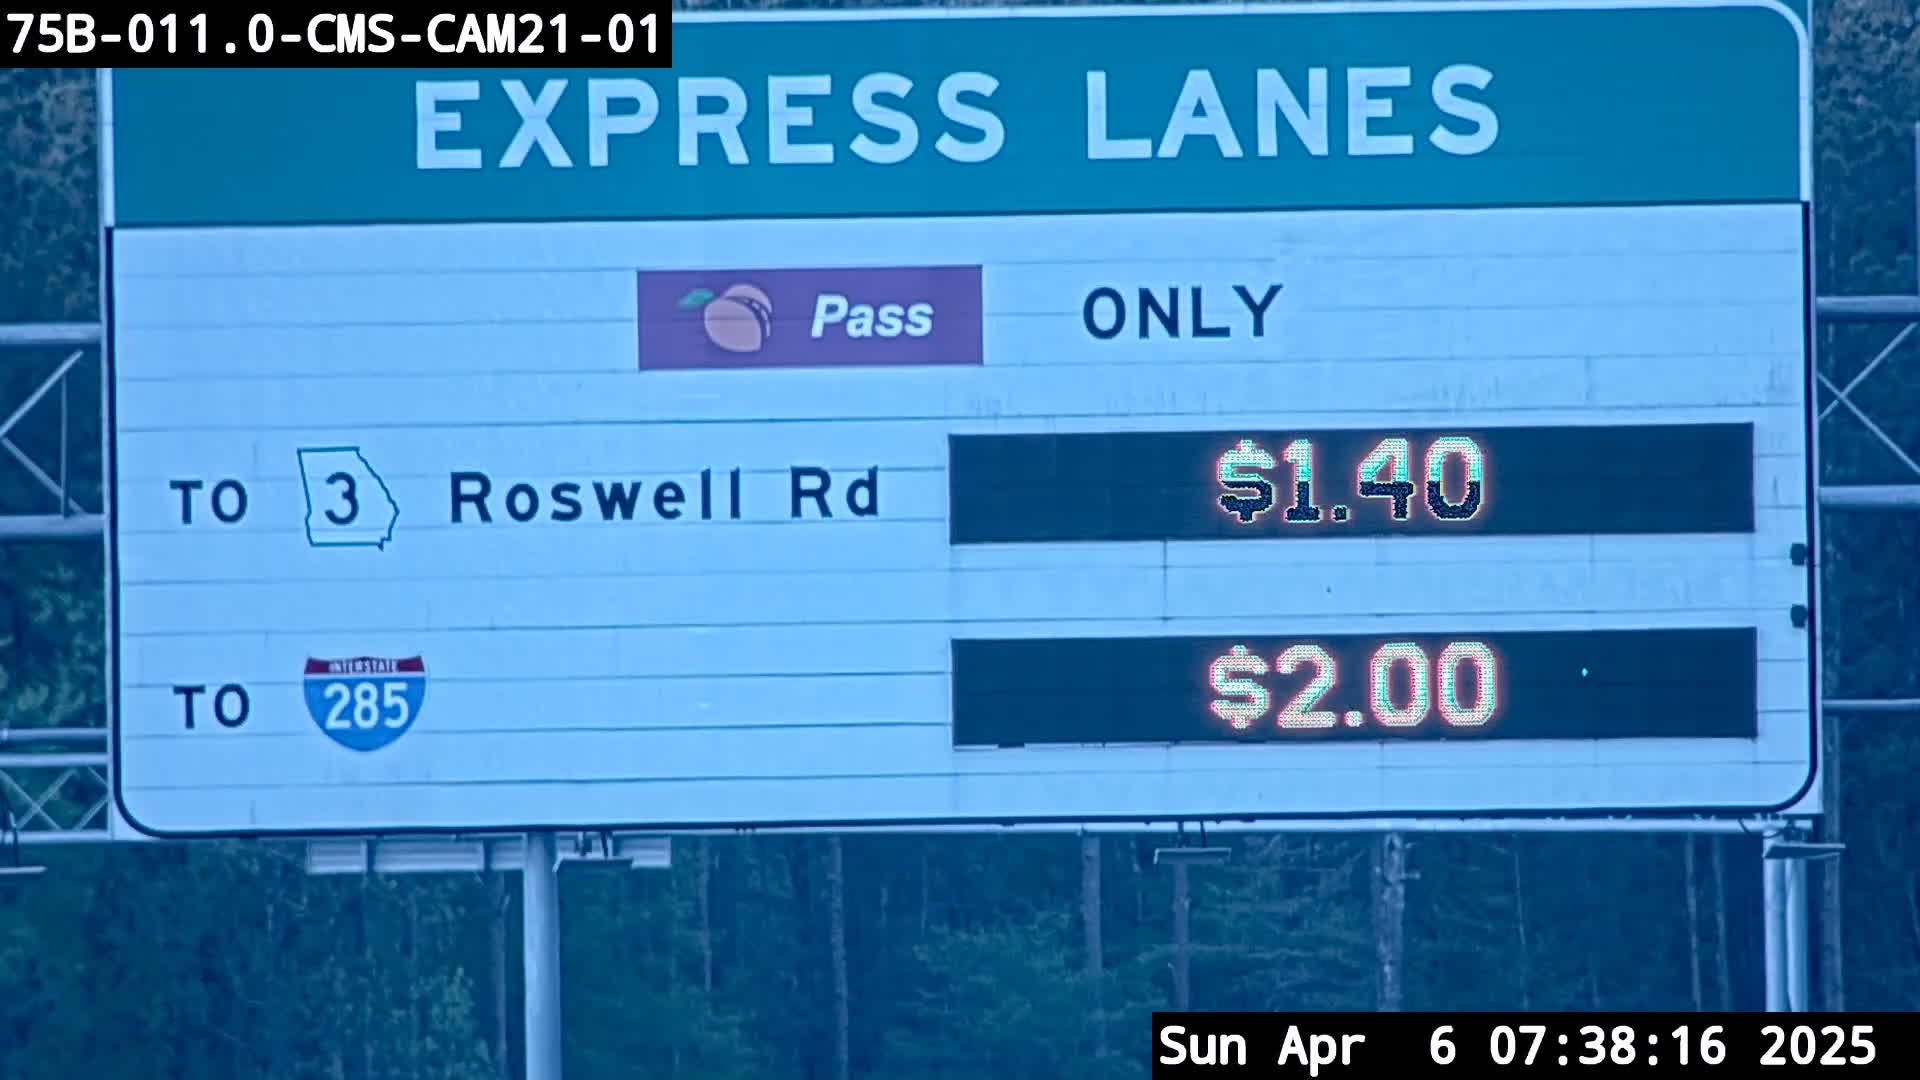 75B-011.0-CMS-CAM21-01
EXPRESS LANES
Pass ONLY
TO 3 Roswell Rd $1.40
INTERSTATE
TO 285 $2.00
Sun Apr 6 07:38:16 2025